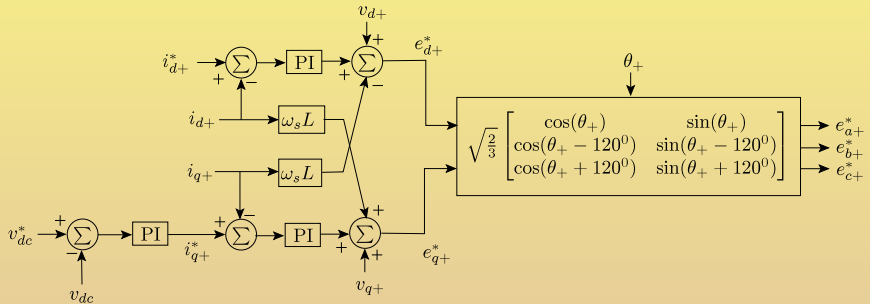 v_{d+}
+
i^*_{d+} + Σ − PI + Σ − e^*_{d+}
θ_+
i_{d+} ω_s L
√(2/3) [ cos(θ_+) sin(θ_+)
cos(θ_+ − 120^0) sin(θ_+ − 120^0)
cos(θ_+ + 120^0) sin(θ_+ + 120^0) ]
e^*_{a+}
e^*_{b+}
e^*_{c+}
i_{q+} ω_s L
v^*_{dc} + Σ − PI i^*_{q+} + − Σ PI + + Σ + e^*_{q+}
v_{dc}
v_{q+}